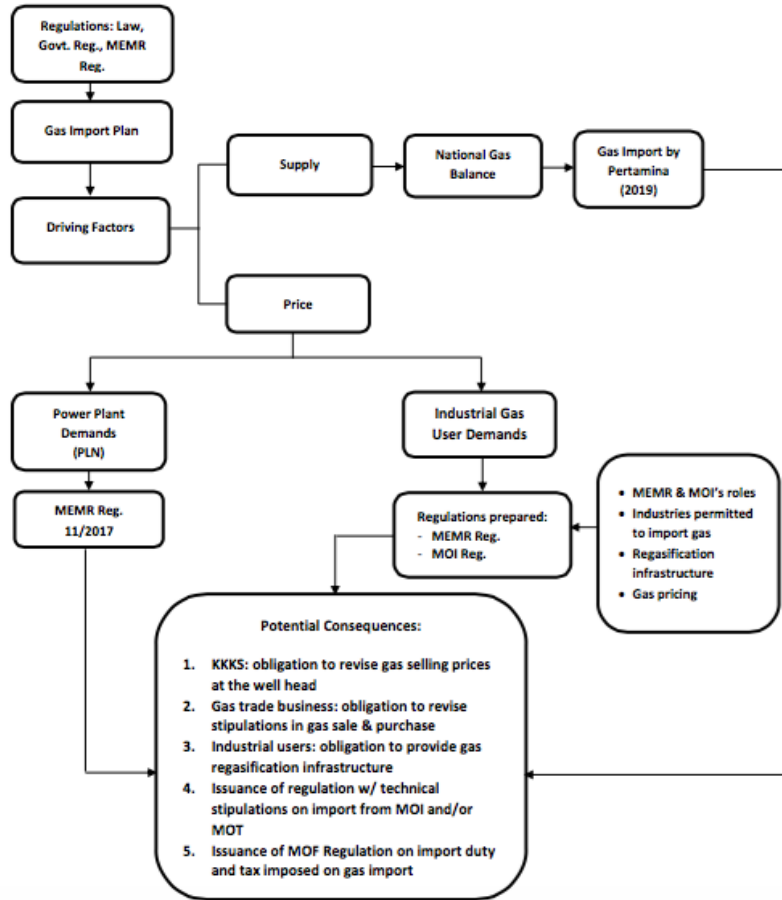 Regulations: Law,
Govt. Reg., MEMR
Reg.
Gas Import Plan
Driving Factors
Supply
National Gas
Balance
Gas Import by
Pertamina
(2019)
Price
Power Plant
Demands
(PLN)
MEMR Reg.
11/2017
Industrial Gas
User Demands
Regulations prepared:
- MEMR Reg.
- MOI Reg.
• MEMR & MOI's roles
• Industries permitted
to import gas
• Regasification
infrastructure
• Gas pricing
Potential Consequences:
1. KKKS: obligation to revise gas selling prices
at the well head
2. Gas trade business: obligation to revise
stipulations in gas sale & purchase
3. Industrial users: obligation to provide gas
regasification infrastructure
4. Issuance of regulation w/ technical
stipulations on import from MOI and/or
MOT
5. Issuance of MOF Regulation on import duty
and tax imposed on gas import